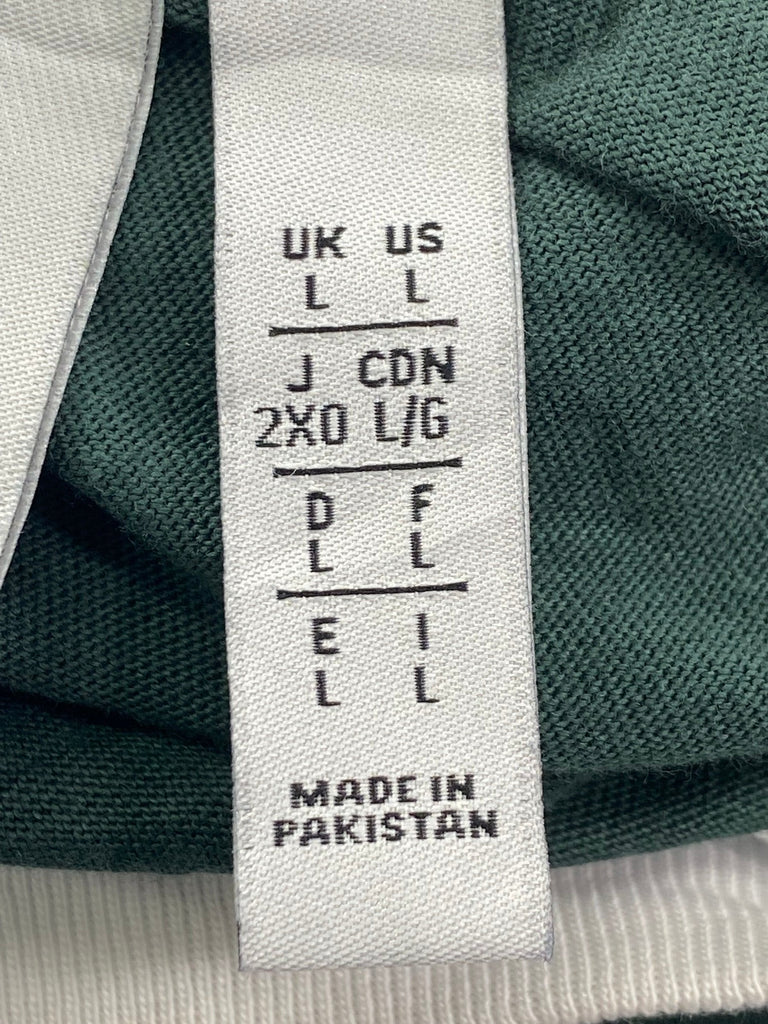 UK US
L L
J CDN
2XO L/G
D F
L L
E I
L L
MADE IN
PAKISTAN